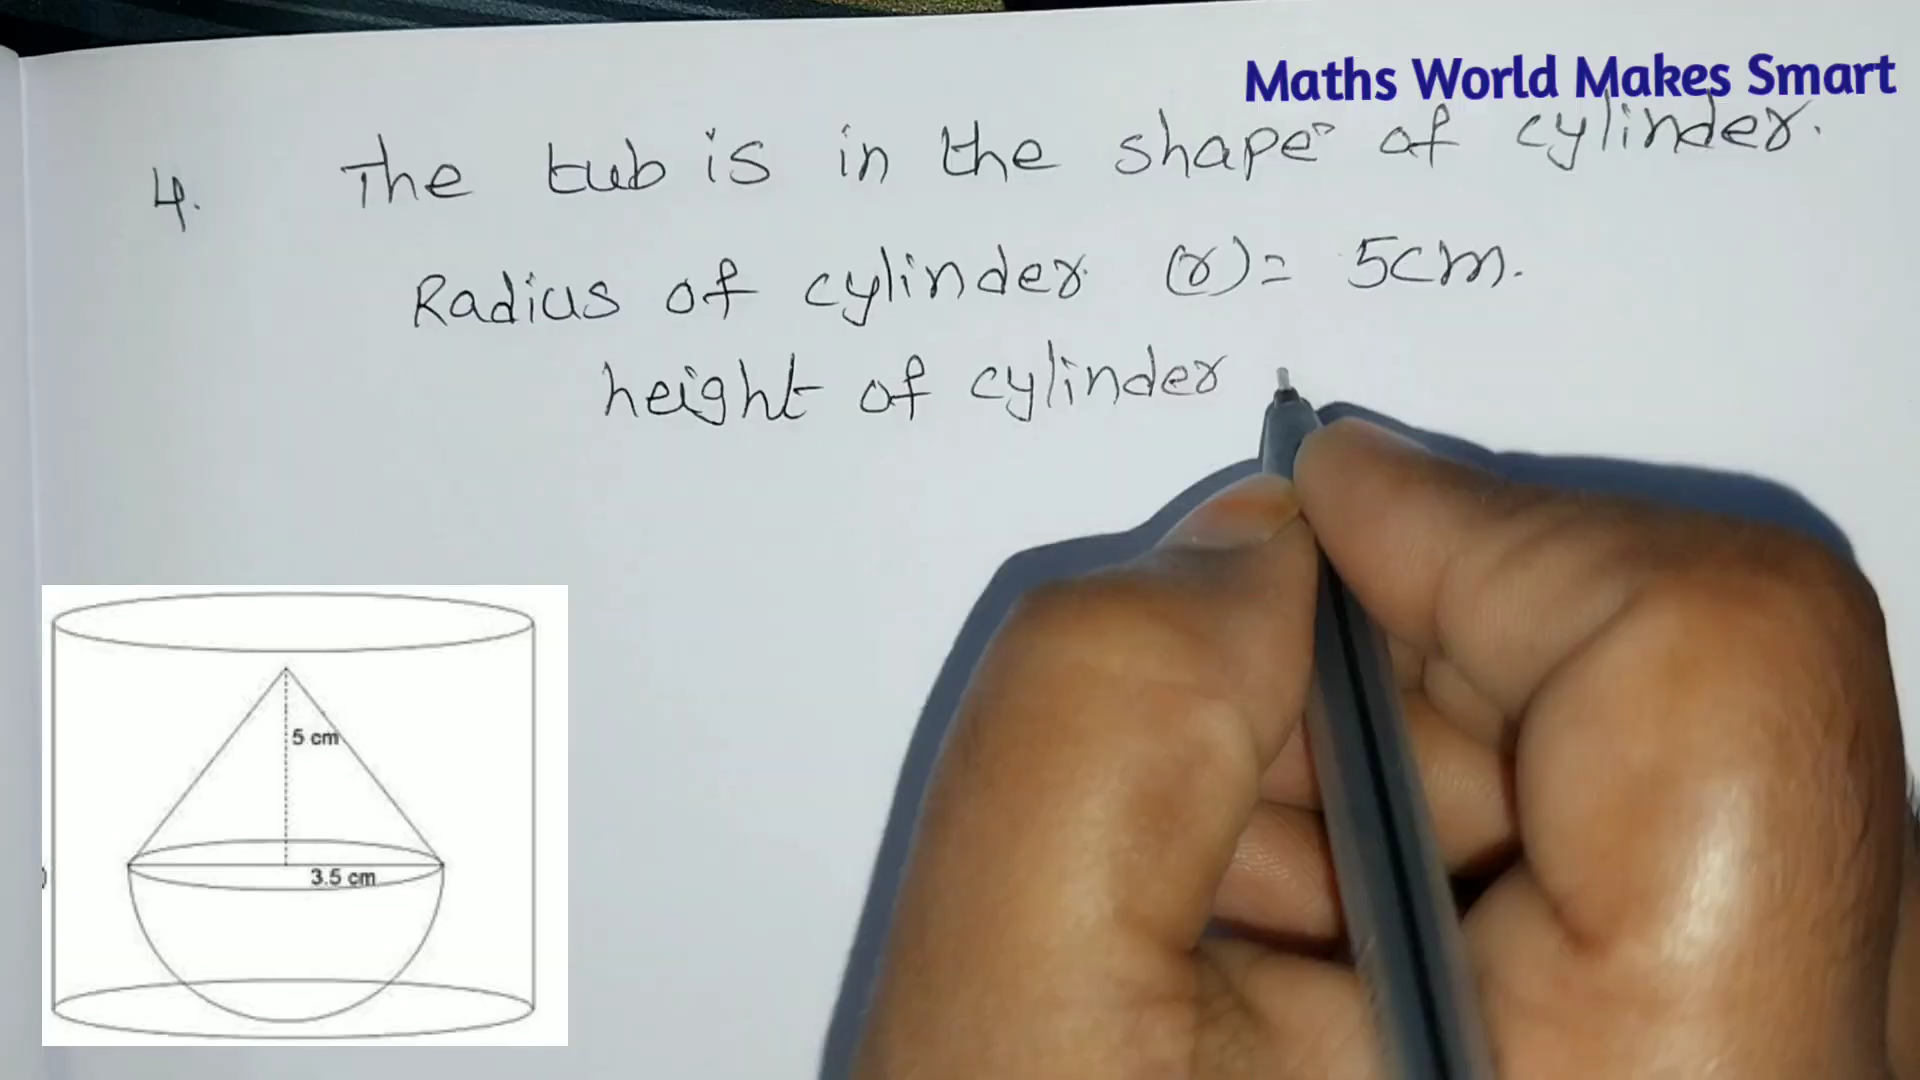 Maths World Makes Smart
4. The tub is in the shape of cylinder.
Radius of cylinder (r) = 5cm.
height of cylinder
5 cm
3.5 cm